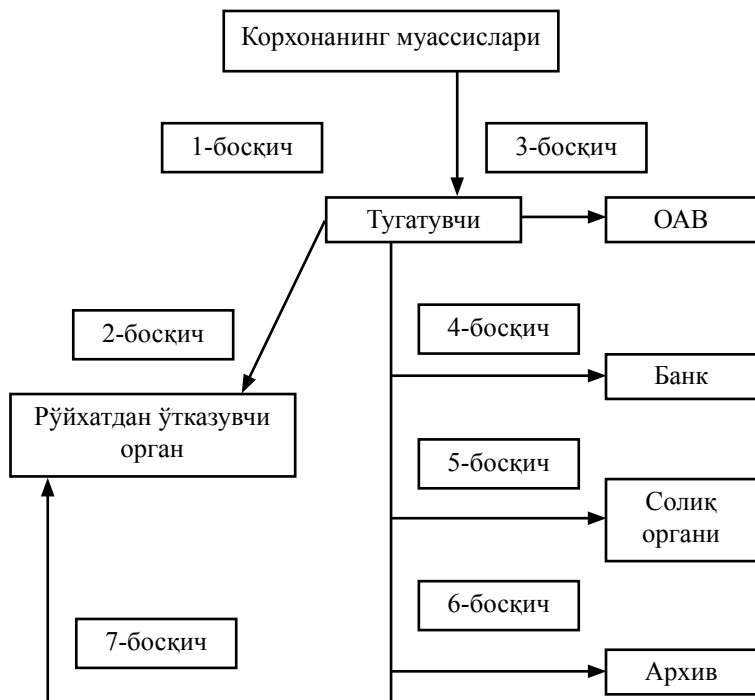 Корхонанинг муассислари
1-босқич
3-босқич
Тугатувчи
ОАВ
2-босқич
4-босқич
Банк
Рўйхатдан ўтказувчи
орган
5-босқич
Солиқ
органи
6-босқич
7-босқич
Архив